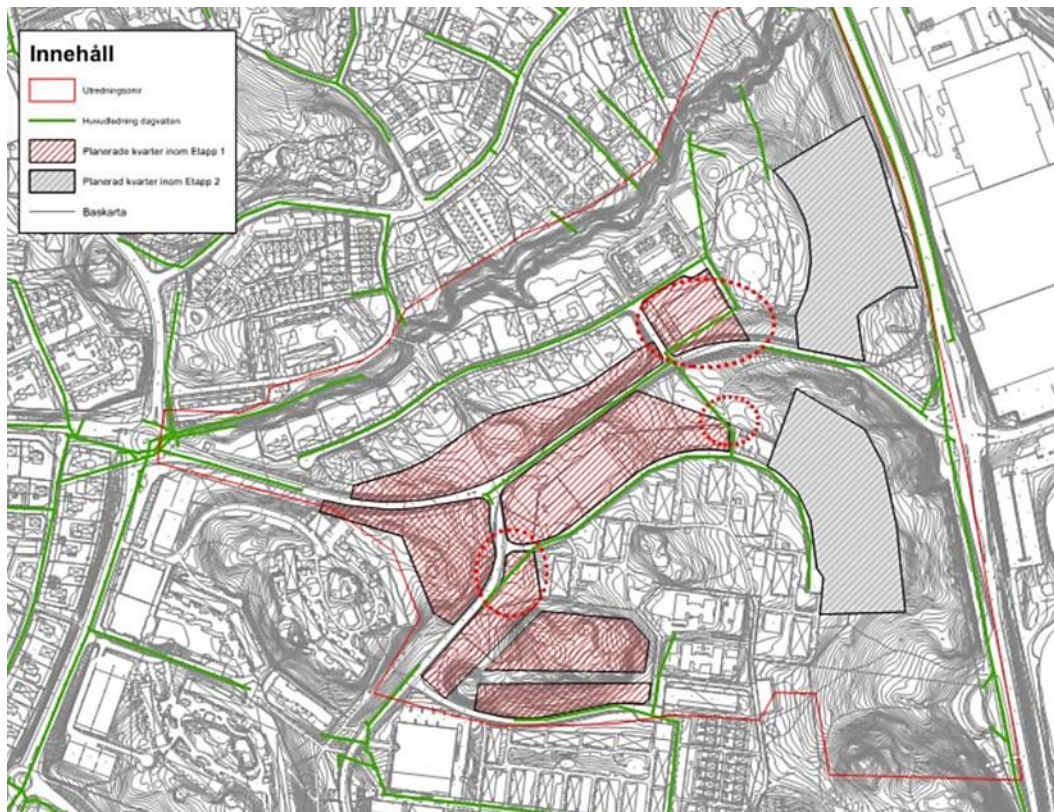 Innehåll
Utredningsomr
Huvudledning dagvatten
Planerade kvarter inom Etapp 1
Planerad kvarter inom Etapp 2
Baskarta